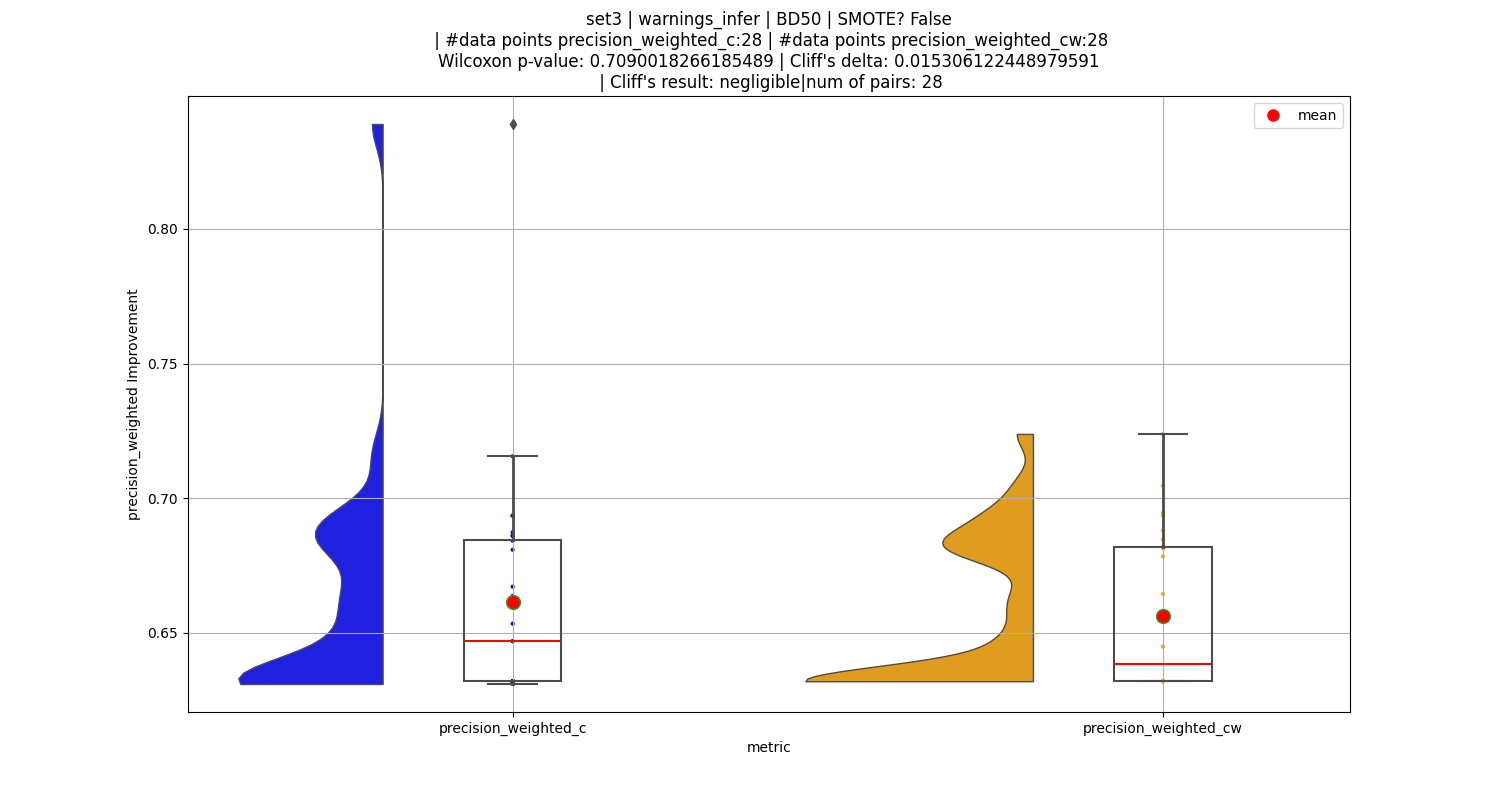 set3 | warnings_infer | BD50 | SMOTE? False
| #data points precision_weighted_c:28 | #data points precision_weighted_cw:28
Wilcoxon p-value: 0.7090018266185489 | Cliff's delta: 0.015306122448979591
| Cliff's result: negligible|num of pairs: 28
mean
0.80
0.75
0.70
0.65
precision_weighted Improvement
precision_weighted_c
precision_weighted_cw
metric